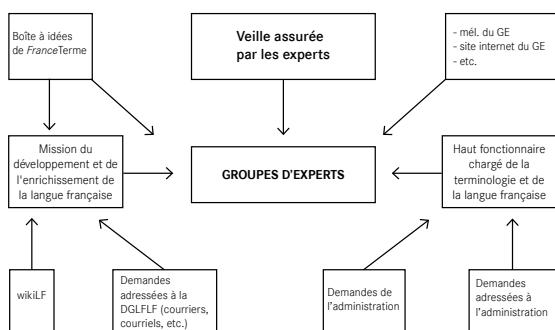 Boîte à idées
de FranceTerme
Veille assurée
par les experts
- mél. du GE
- site internet du GE
- etc.
Mission du
développement et de
l'enrichissement de
la langue française
GROUPES D'EXPERTS
Haut fonctionnaire
chargé de la
terminologie et de
la langue française
wikiLF
Demandes
adressées à la
DGLFLF (courriers,
courriels, etc.)
Demandes de
l'administration
Demandes
adressées à
l'administration